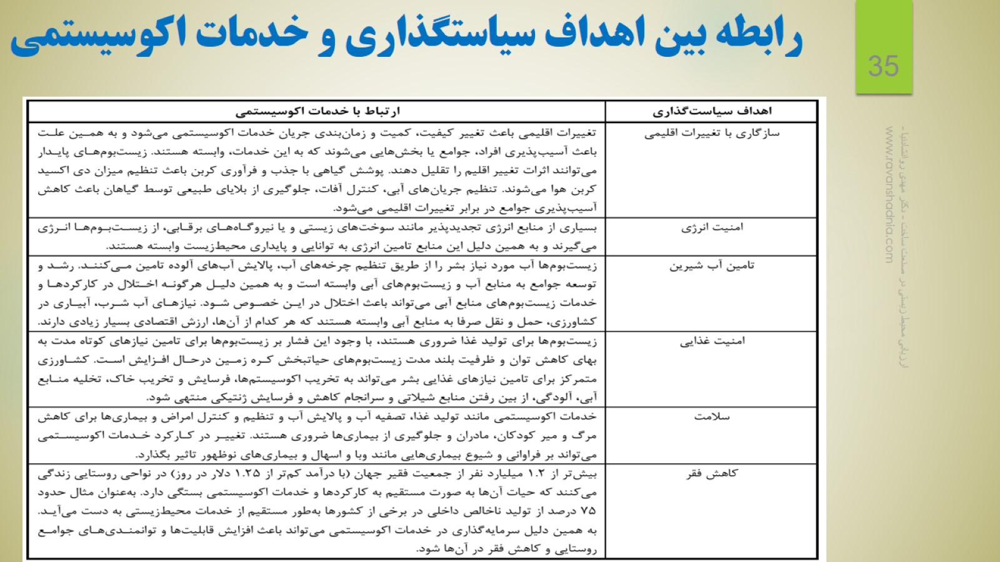 رابطه بین اهداف سیاستگذاری و خدمات اکوسیستمی
35
اهداف سیاست‌گذاری
ارتباط با خدمات اکوسیستمی
سازگاری با تغییرات اقلیمی
تغییرات اقلیمی باعث تغییر کیفیت، کمیت و زمان‌بندی جریان خدمات اکوسیستمی می‌شود و به همین علت
باعث آسیب‌پذیری افراد، جوامع یا بخش‌هایی می‌شوند که به این خدمات، وابسته هستند. زیست‌بوم‌های پایدار
می‌توانند اثرات تغییر اقلیم را تقلیل دهند. پوشش گیاهی با جذب و فرآوری کربن باعث تنظیم میزان دی اکسید
کربن هوا می‌شوند. تنظیم جریان‌های آبی، کنترل آفات، جلوگیری از بلایای طبیعی توسط گیاهان باعث کاهش
آسیب‌پذیری جوامع در برابر تغییرات اقلیمی می‌شود.
امنیت انرژی
بسیاری از منابع انرژی تجدیدپذیر مانند سوخت‌های زیستی و یا نیروگاه‌های برقابی، از زیست‌بوم‌ها انرژی
می‌گیرند و به همین دلیل این منابع تامین انرژی به توانایی و پایداری محیط‌زیست وابسته هستند.
تامین آب شیرین
زیست‌بوم‌ها آب مورد نیاز بشر را از طریق تنظیم چرخه‌های آب، پالایش آب‌های آلوده تامین می‌کنند. رشد و
توسعه جوامع به منابع آب و زیست‌بوم‌های آبی وابسته است و به همین دلیل هرگونه اختلال در کارکردها و
خدمات زیست‌بوم‌های منابع آبی می‌تواند باعث اختلال در این خصوص شود. نیازهای آب شرب، آبیاری در
کشاورزی، حمل و نقل صرفا به منابع آبی وابسته هستند که هر کدام از آن‌ها، ارزش اقتصادی بسیار زیادی دارند.
امنیت غذایی
زیست‌بوم‌ها برای تولید غذا ضروری هستند، با وجود این فشار بر زیست‌بوم‌ها برای تامین نیازهای کوتاه مدت به
بهای کاهش توان و ظرفیت بلند مدت زیست‌بوم‌های حیاتبخش کره زمین درحال افزایش است. کشاورزی
متمرکز برای تامین نیازهای غذایی بشر می‌تواند به تخریب اکوسیستم‌ها، فرسایش و تخریب خاک، تخلیه منابع
آبی، آلودگی، از بین رفتن منابع شیلاتی و سرانجام کاهش و فرسایش ژنتیکی منتهی شود.
سلامت
خدمات اکوسیستمی مانند تولید غذا، تصفیه آب و پالایش آب و تنظیم و کنترل امراض و بیماری‌ها برای کاهش
مرگ و میر کودکان، مادران و جلوگیری از بیماری‌ها ضروری هستند. تغییر در کارکرد خدمات اکوسیستمی
می‌تواند بر فراوانی و شیوع بیماری‌هایی مانند وبا و اسهال و بیماری‌های نوظهور تاثیر بگذارد.
کاهش فقر
بیش‌تر از ۱.۲ میلیارد نفر از جمعیت فقیر جهان (با درآمد کم‌تر از ۱.۲۵ دلار در روز) در نواحی روستایی زندگی
می‌کنند که حیات آن‌ها به صورت مستقیم به کارکردها و خدمات اکوسیستمی بستگی دارد. به‌عنوان مثال حدود
۷۵ درصد از تولید ناخالص داخلی در برخی از کشورها به‌طور مستقیم از خدمات محیط‌زیستی به دست می‌آید.
به همین دلیل سرمایه‌گذاری در خدمات اکوسیستمی می‌تواند باعث افزایش قابلیت‌ها و توانمندی‌های جوامع
روستایی و کاهش فقر در آن‌ها شود.
ارزیابی محیط زیستی در صنعت ساخت - دکتر مهدی روانشادنیا -
www.ravanshadnia.com